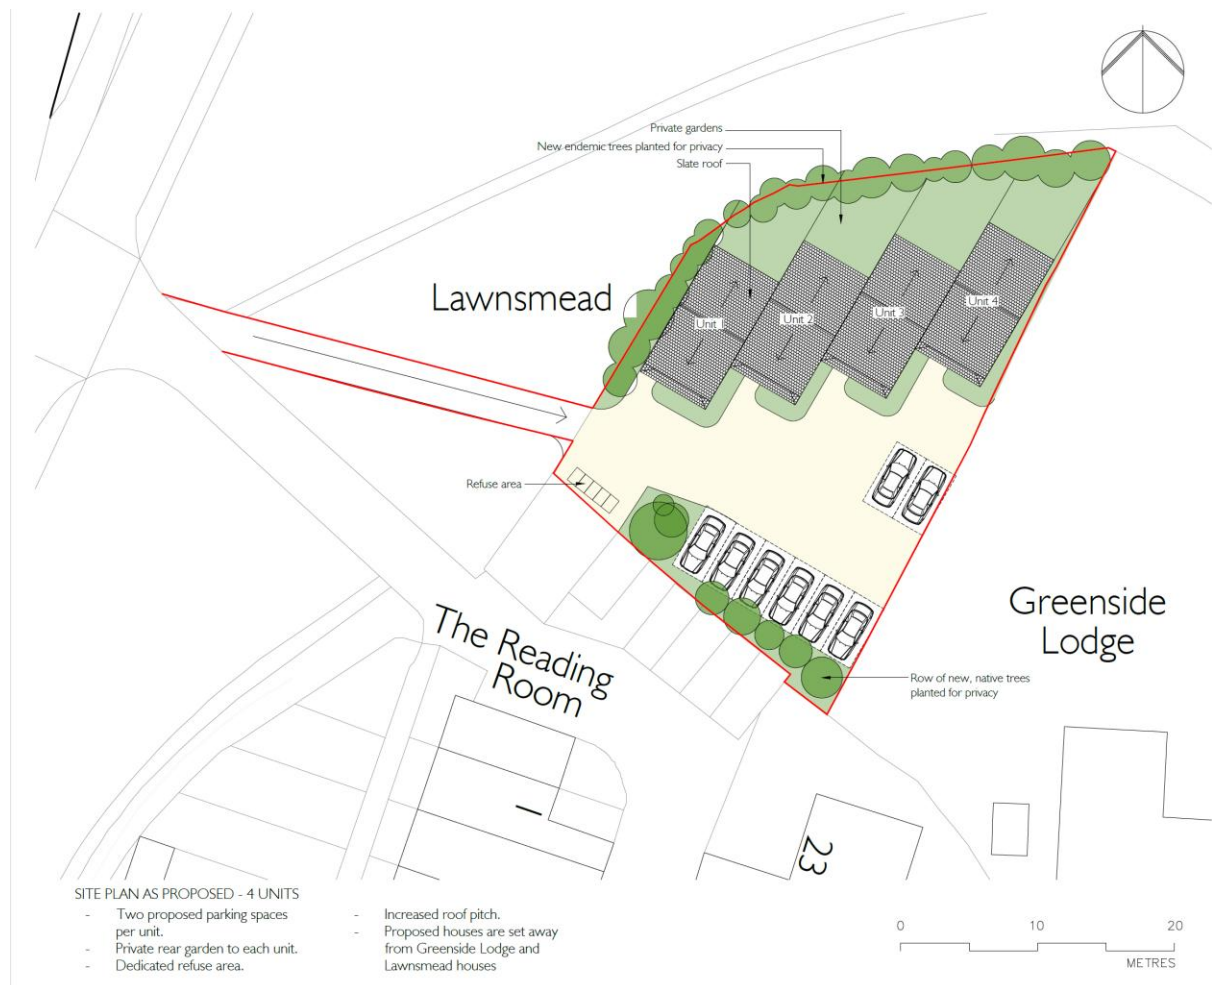 Private gardens
New endemic trees planted for privacy
Slate roof
Lawnsmead
Unit 1
Unit 2
Unit 3
Unit 4
Refuse area
The Reading
Room
Greenside
Lodge
Row of new, native trees
planted for privacy
1
23
SITE PLAN AS PROPOSED - 4 UNITS
- Two proposed parking spaces
per unit.
- Private rear garden to each unit.
- Dedicated refuse area.
- Increased roof pitch.
- Proposed houses are set away
from Greenside Lodge and
Lawnsmead houses
0 10 20
METRES